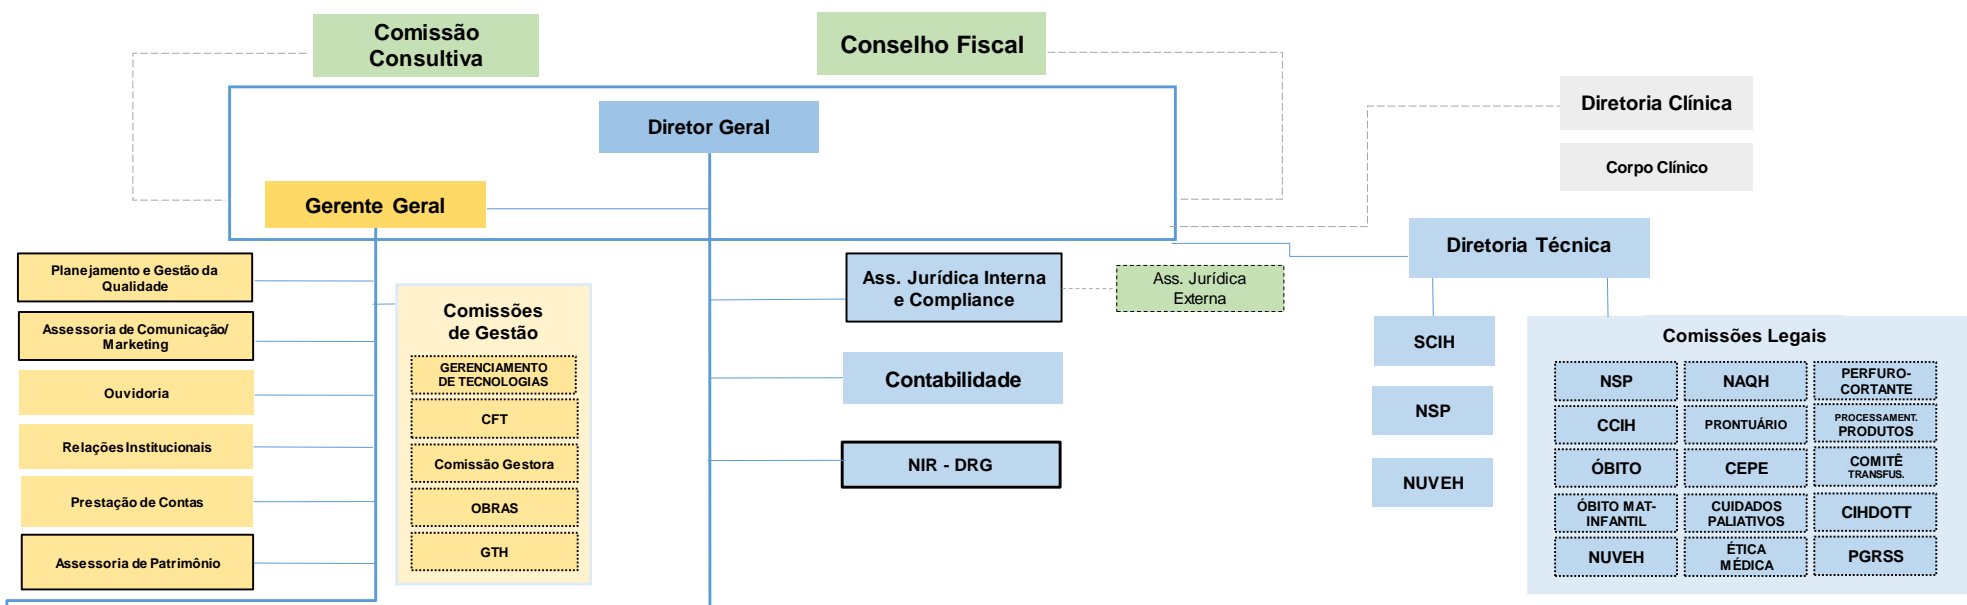 Comissão
Consultiva
Conselho Fiscal
Diretor Geral
Gerente Geral
Diretoria Clínica
Corpo Clínico
Diretoria Técnica
Planejamento e Gestão da
Qualidade
Assessoria de Comunicação/
Marketing
Ouvidoria
Relações Institucionais
Prestação de Contas
Assessoria de Patrimônio
Comissões
de Gestão
GERENCIAMENTO
DE TECNOLOGIAS
CFT
Comissão Gestora
OBRAS
GTH
Ass. Jurídica Interna
e Compliance
Ass. Jurídica
Externa
Contabilidade
NIR - DRG
SCIH
NSP
NUVEH
Comissões Legais
NSP
NAQH
PERFURO-
CORTANTE
CCIH
PRONTUÁRIO
PROCESSAMENT.
PRODUTOS
ÓBITO
CEPE
COMITÊ
TRANSFUS.
ÓBITO MAT-
INFANTIL
CUIDADOS
PALIATIVOS
CIHDOTT
NUVEH
ÉTICA
MÉDICA
PGRSS